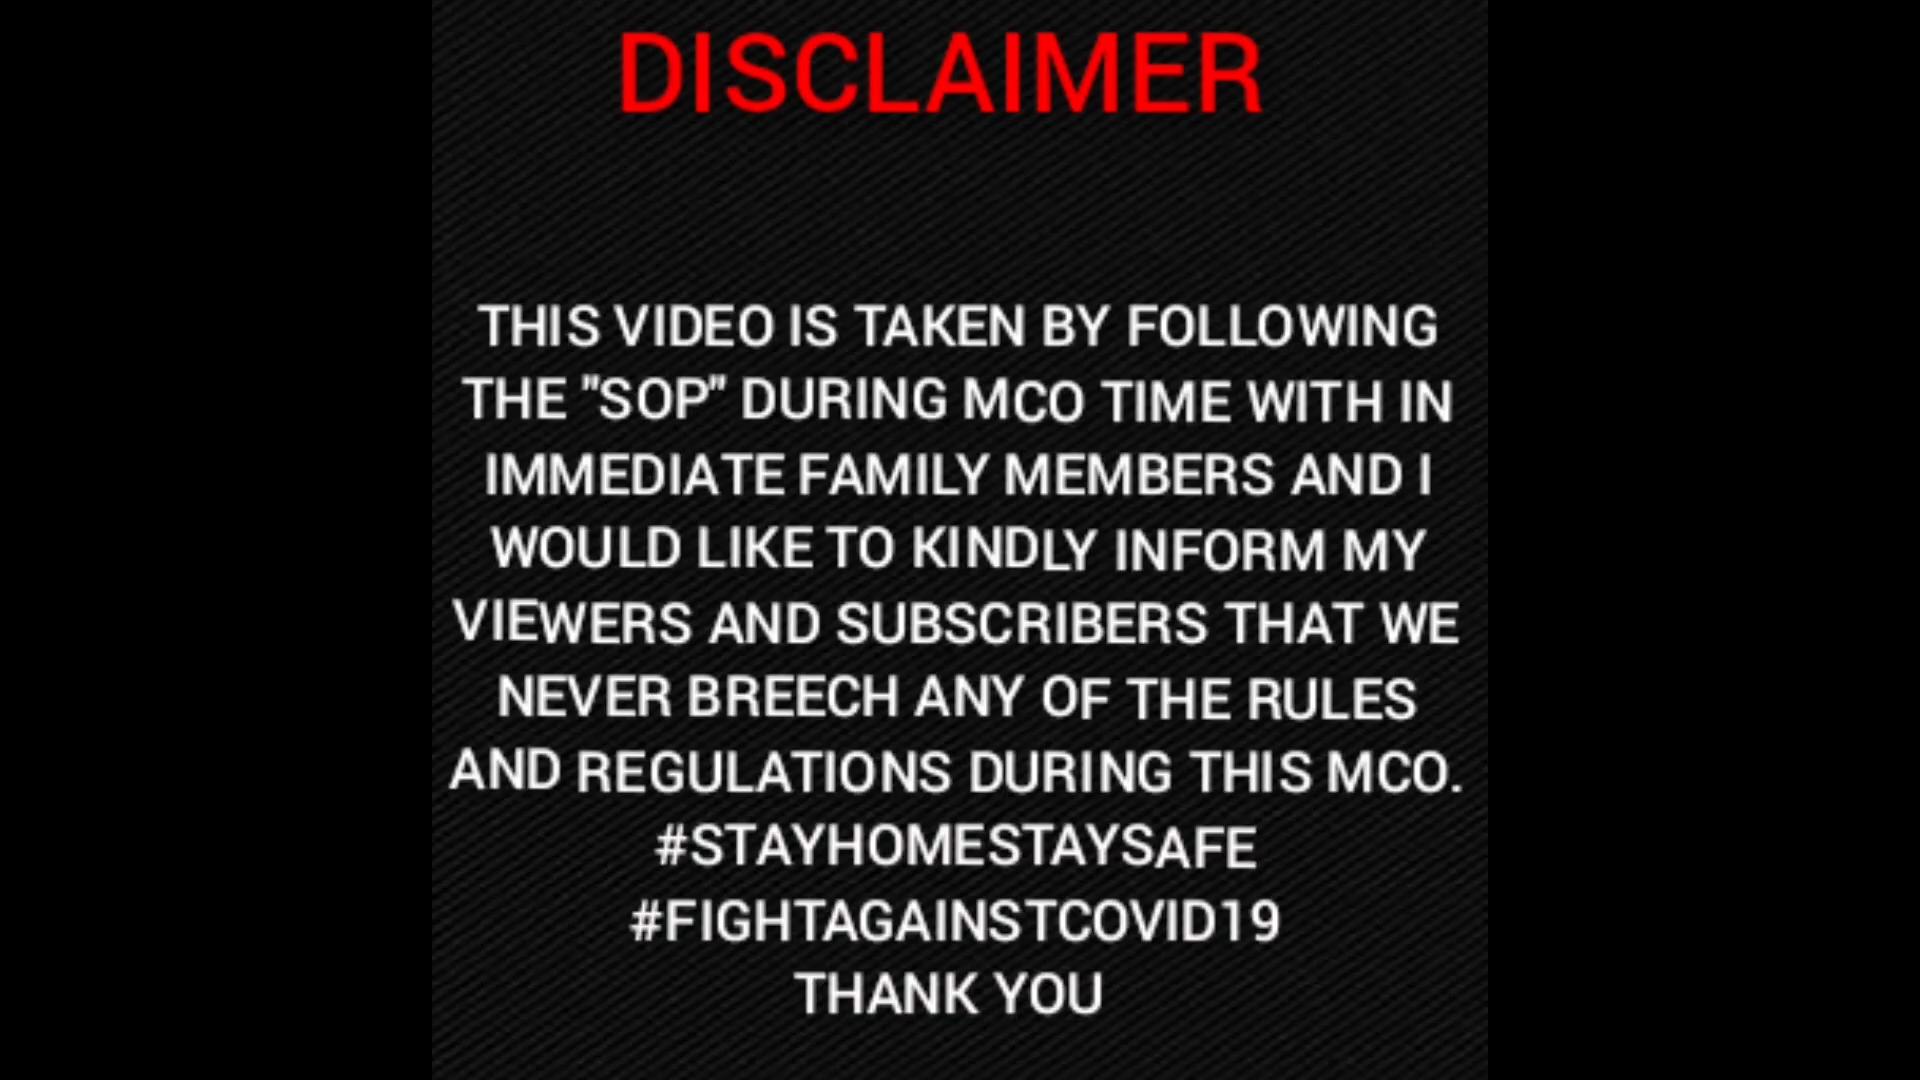 DISCLAIMER
THIS VIDEO IS TAKEN BY FOLLOWING
THE "SOP" DURING MCO TIME WITH IN
IMMEDIATE FAMILY MEMBERS AND I
WOULD LIKE TO KINDLY INFORM MY
VIEWERS AND SUBSCRIBERS THAT WE
NEVER BREECH ANY OF THE RULES
AND REGULATIONS DURING THIS MCO.
#STAYHOMESTAYSAFE
#FIGHTAGAINSTCOVID19
THANK YOU